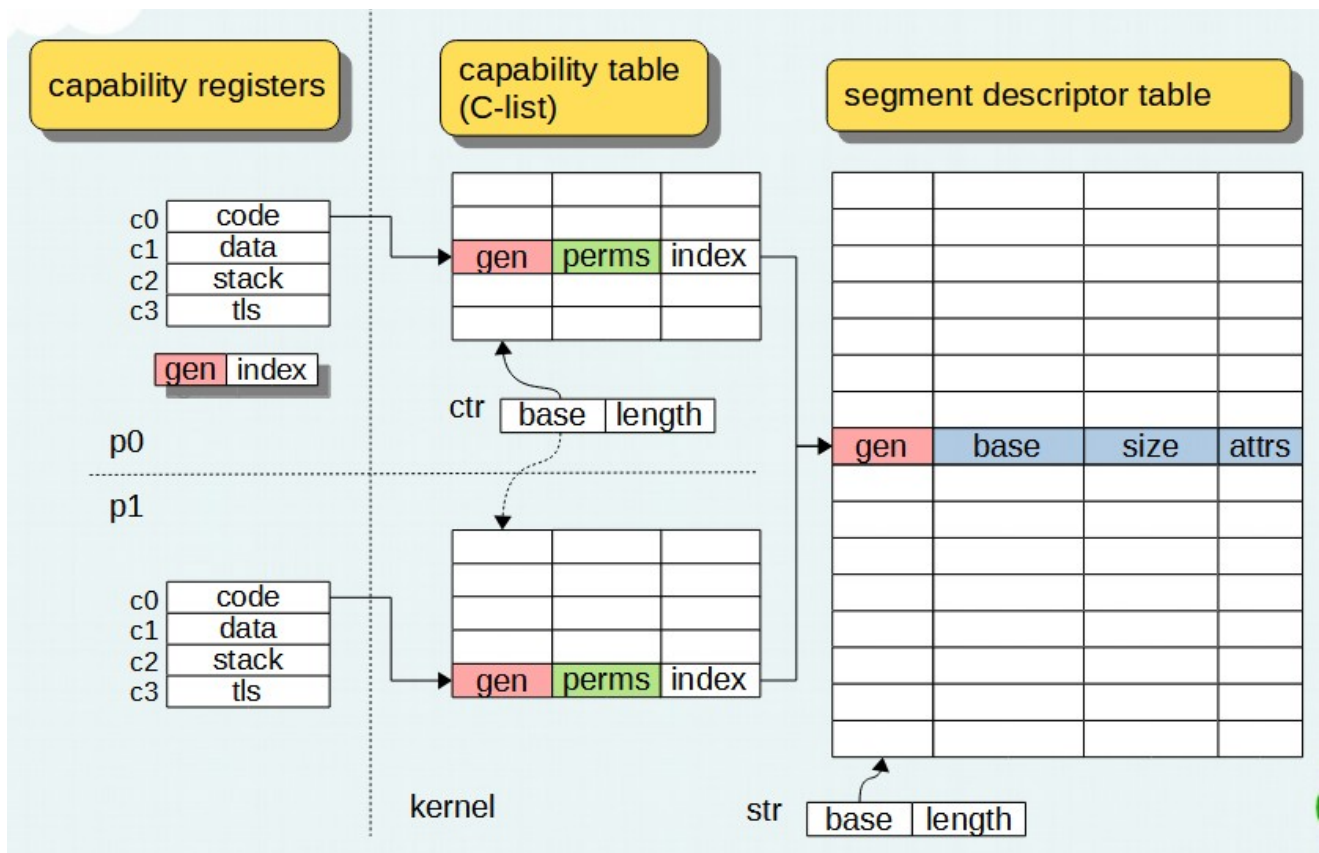 capability registers
capability table
(C-list)
segment descriptor table
c0 code
c1 data
c2 stack
c3 tls
gen index
gen perms index
ctr base length
p0
gen base size attrs
p1
c0 code
c1 data
c2 stack
c3 tls
gen perms index
kernel
str base length